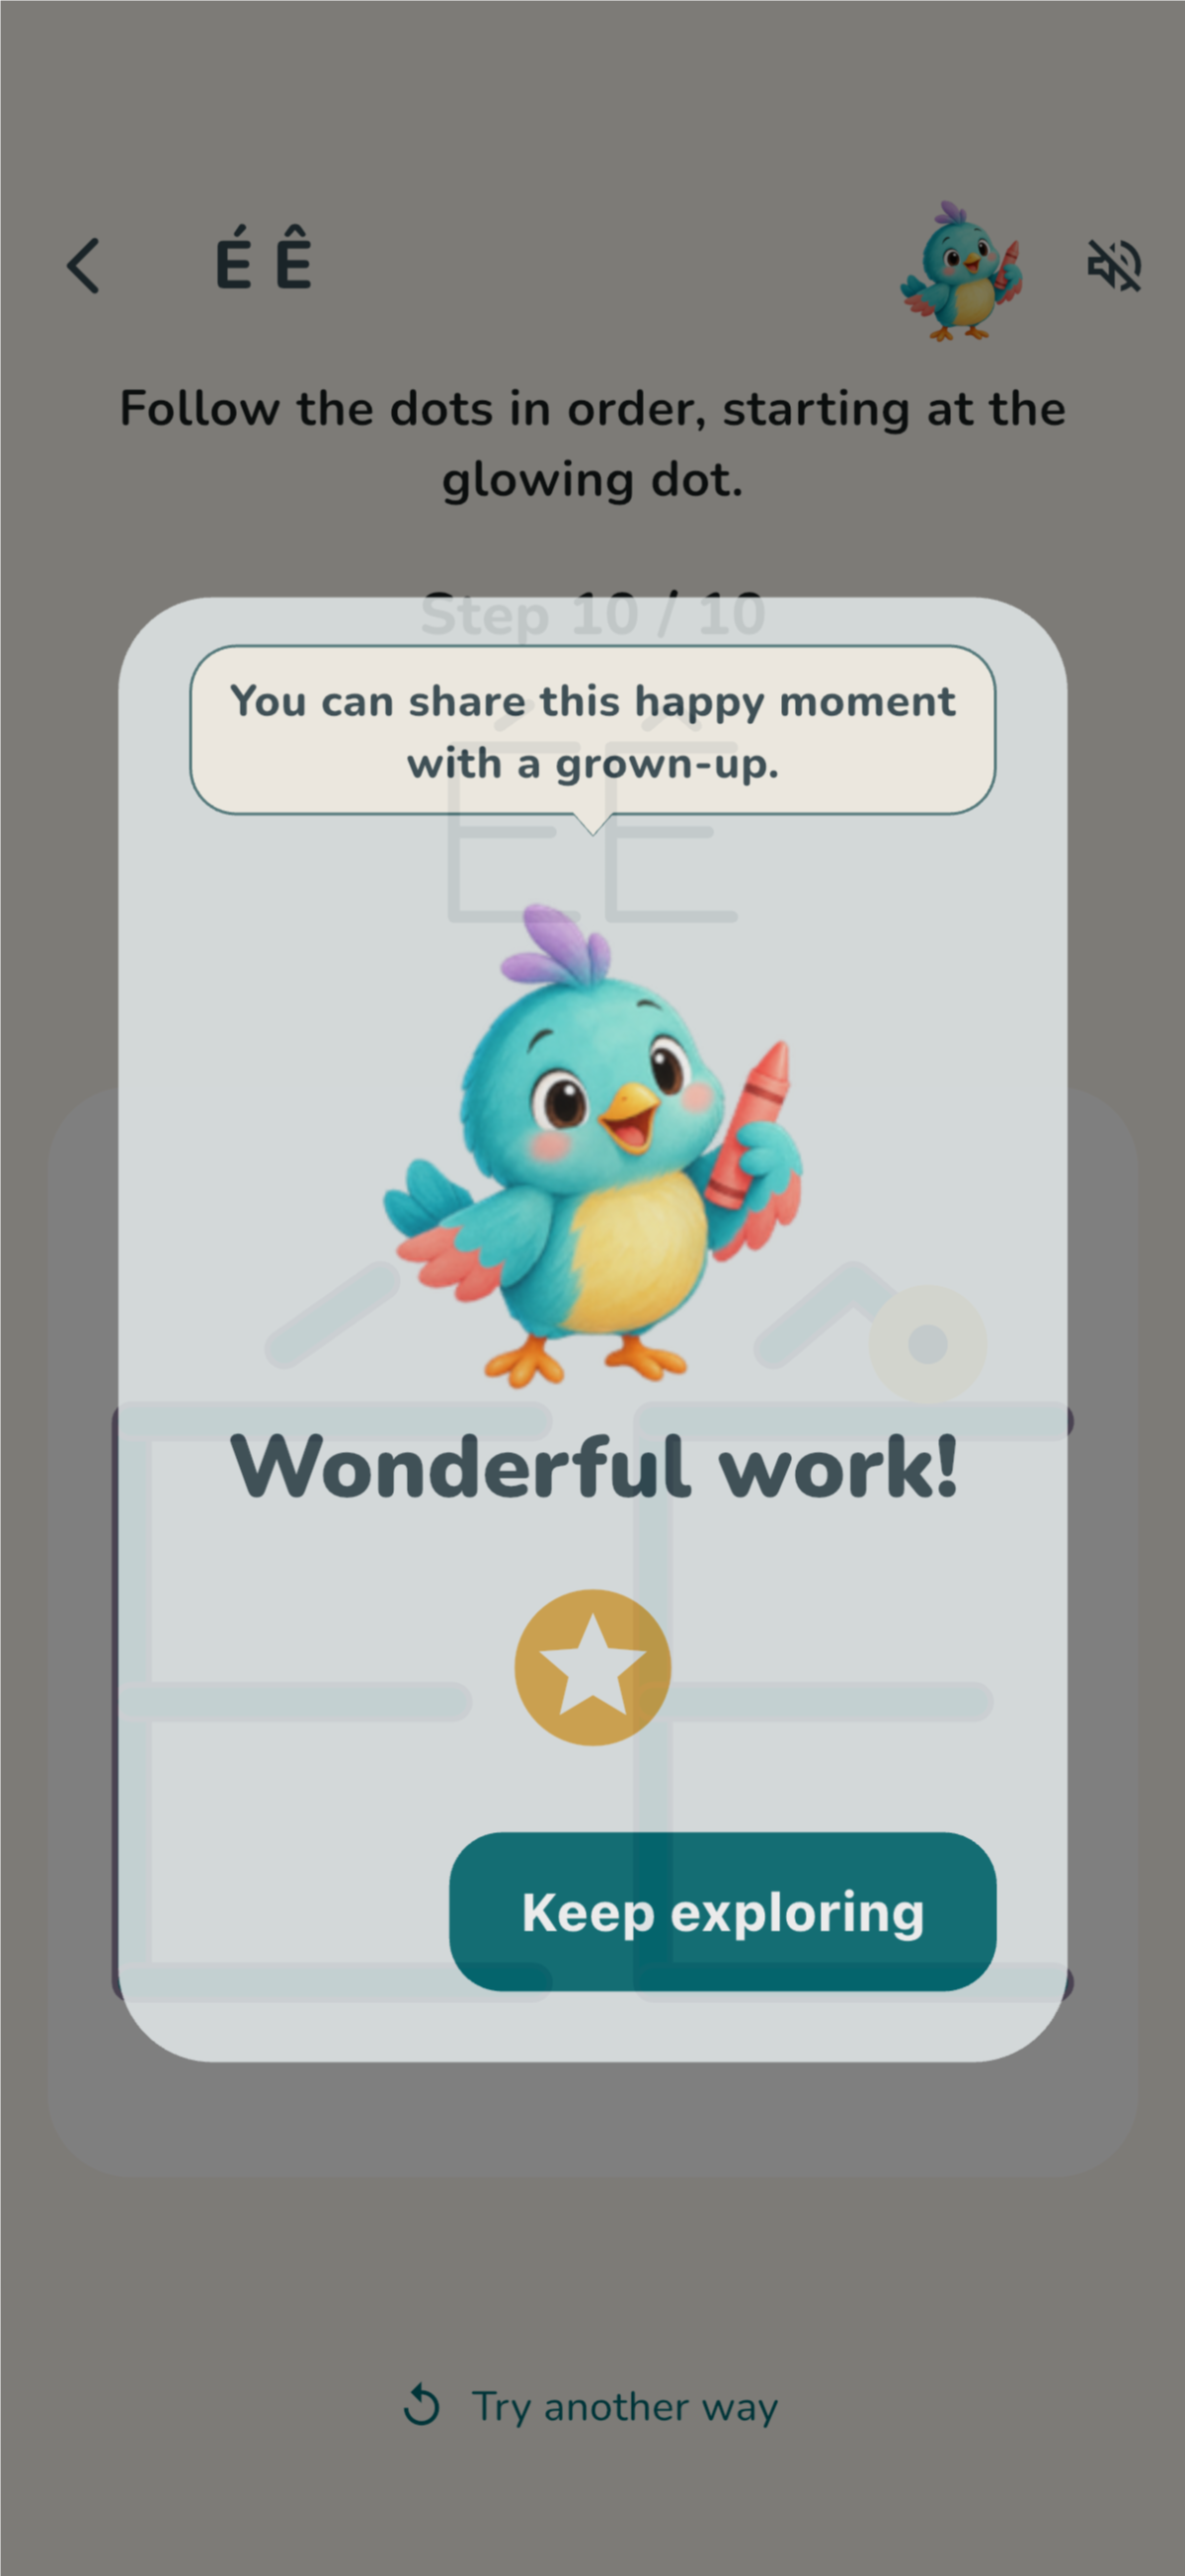 É Ê
Follow the dots in order, starting at the
glowing dot.
Step 10 / 10
You can share this happy moment
with a grown-up.
É Ê
Wonderful work!
Keep exploring
Try another way